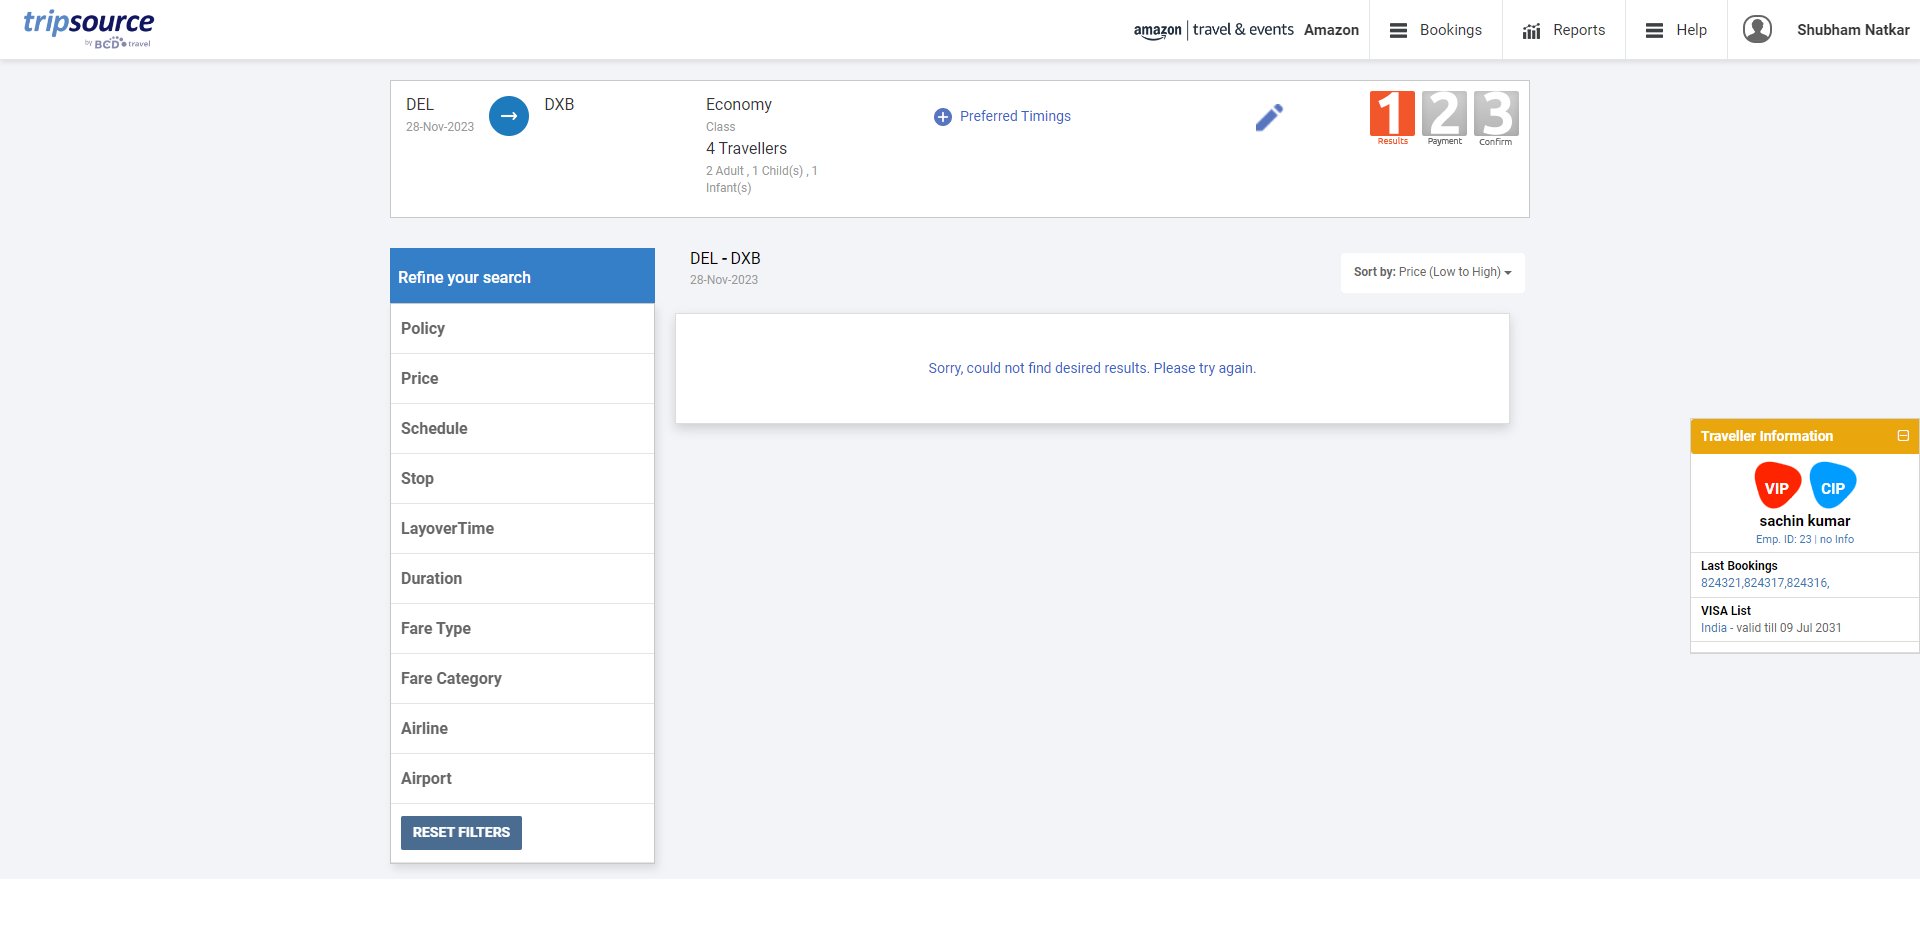 tripsource
by BCD travel
amazon travel & events Amazon
Bookings
Reports
Help
Shubham Natkar
DEL
28-Nov-2023
DXB
Economy
Class
4 Travellers
2 Adult , 1 Child(s) , 1
Infant(s)
Preferred Timings
1
Results
2
Payment
3
Confirm
Refine your search
Policy
Price
Schedule
Stop
LayoverTime
Duration
Fare Type
Fare Category
Airline
Airport
RESET FILTERS
DEL - DXB
28-Nov-2023
Sort by: Price (Low to High)
Sorry, could not find desired results. Please try again.
Traveller Information
VIP
CIP
sachin kumar
Emp. ID: 23 | no Info
Last Bookings
824321,824317,824316,
VISA List
India - valid till 09 Jul 2031